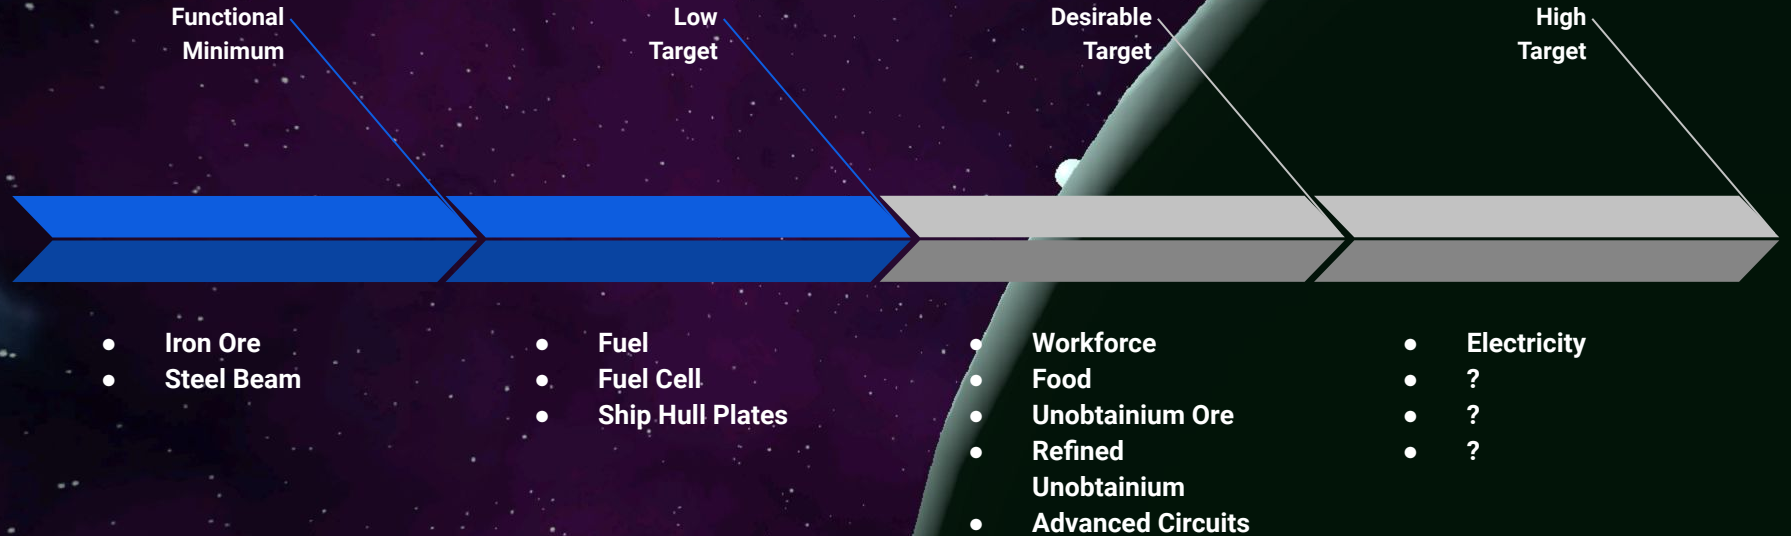 Functional
Minimum
Low
Target
Desirable
Target
High
Target
● Iron Ore
● Steel Beam
● Fuel
● Fuel Cell
● Ship Hull Plates
● Workforce
● Food
● Unobtainium Ore
● Refined
Unobtainium
● Advanced Circuits
● Electricity
● ?
● ?
● ?